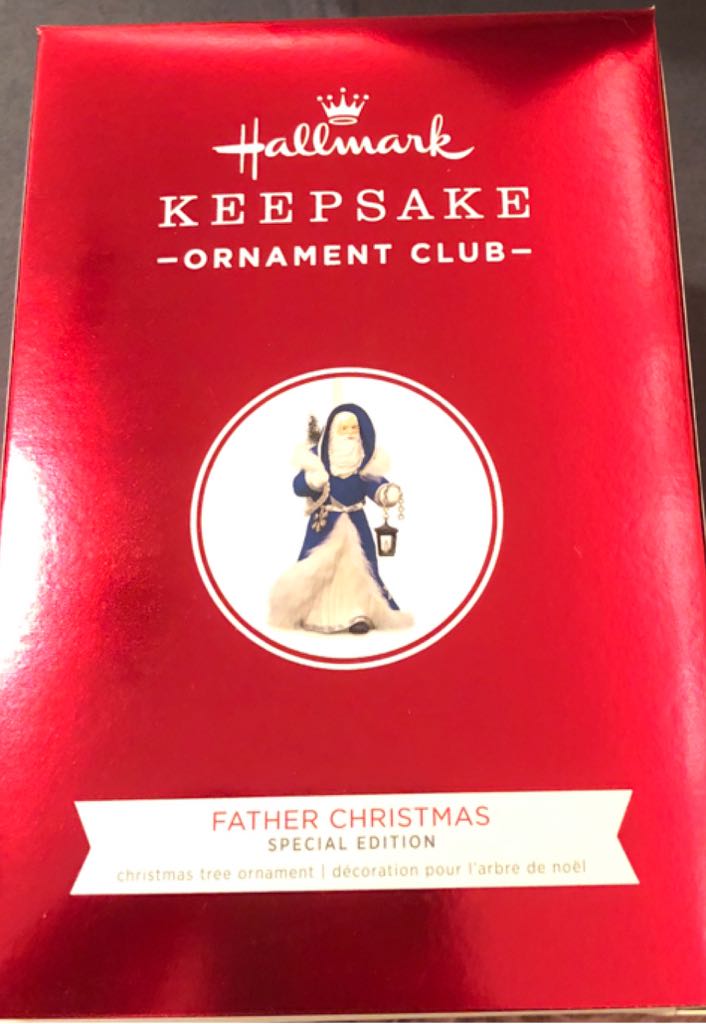 Hallmark
KEEPSAKE
–ORNAMENT CLUB–
FATHER CHRISTMAS
SPECIAL EDITION
christmas tree ornament | décoration pour l'arbre de noël